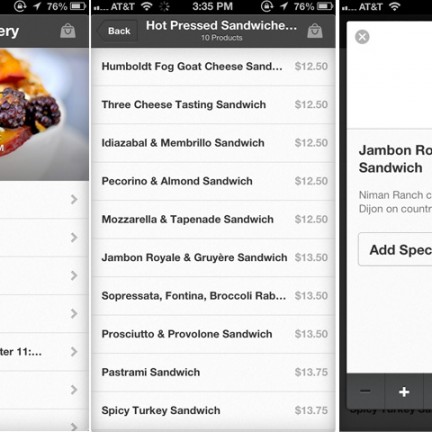 76%
ery
ter 11:...
AT&T
3:35 PM
76%
Back
Hot Pressed Sandwiche...
10 Products
Humboldt Fog Goat Cheese Sand... $12.50
Three Cheese Tasting Sandwich $12.50
Idiazabal & Membrillo Sandwich $12.50
Pecorino & Almond Sandwich $12.50
Mozzarella & Tapenade Sandwich $12.50
Jambon Royale & Gruyère Sandwich $13.50
Sopressata, Fontina, Broccoli Rab... $13.50
Prosciutto & Provolone Sandwich $13.50
Pastrami Sandwich $13.75
Spicy Turkey Sandwich $13.75
AT&T
Jambon Ro
Sandwich
Niman Ranch c
Dijon on countr
Add Spec
− +
Spicy Turkey Sandwich